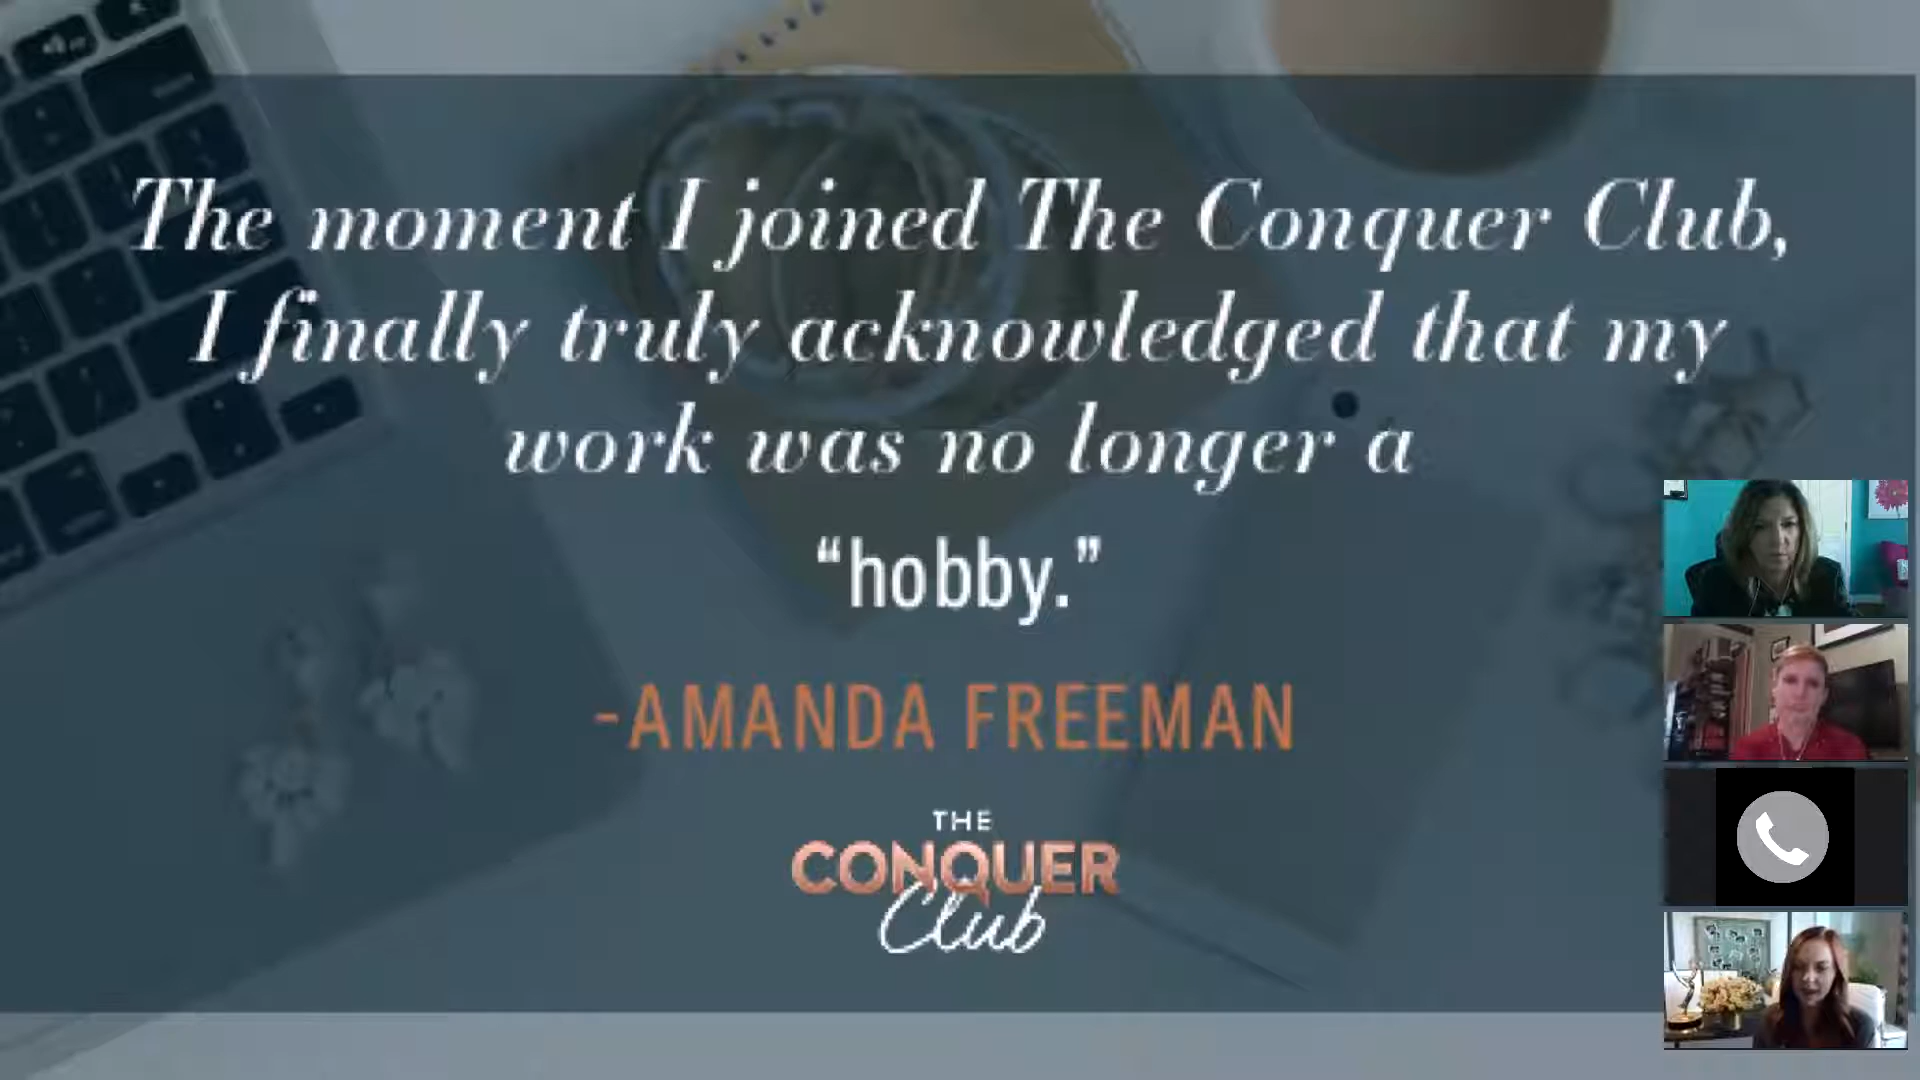 The moment I joined The Conquer Club,
I finally truly acknowledged that my
work was no longer a
“hobby.”
-AMANDA FREEMAN
THE
CONQUER
Club